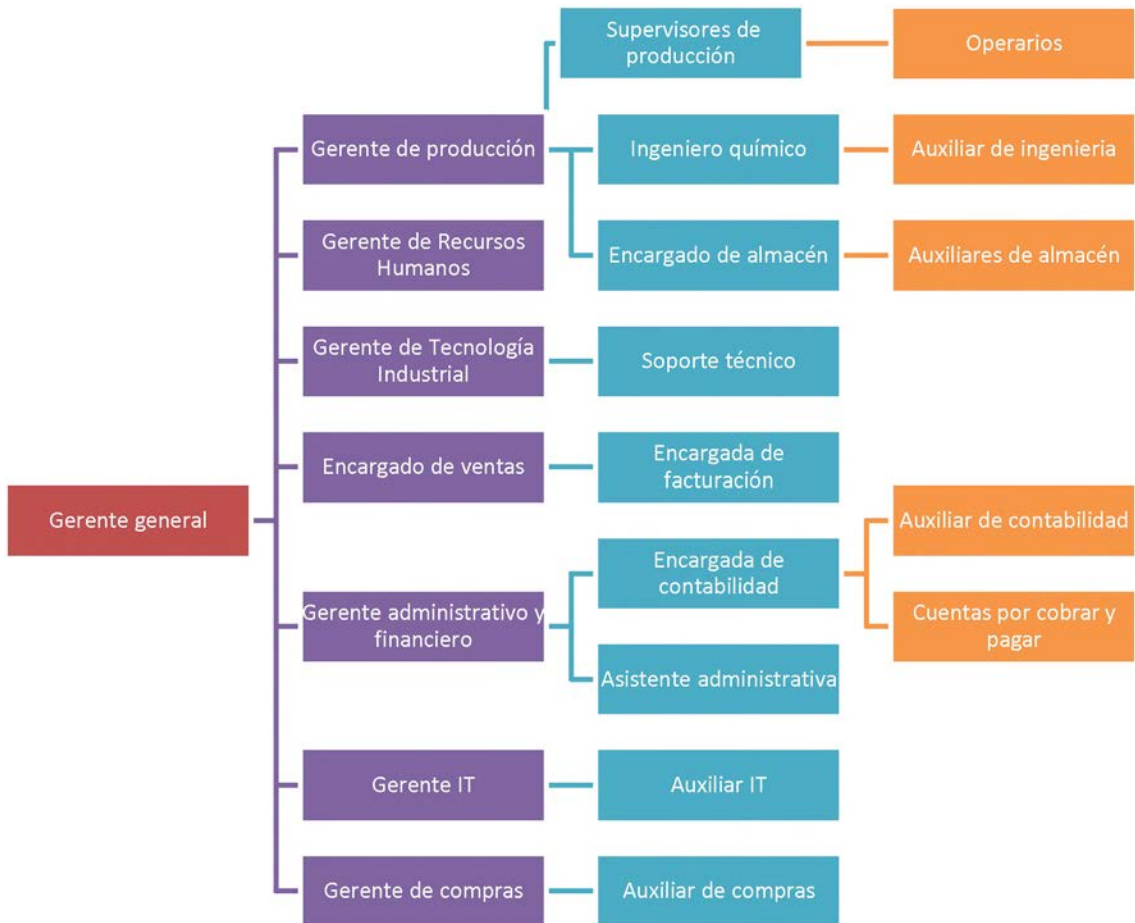 Supervisores de
producción
Operarios
Gerente de producción
Ingeniero químico
Auxiliar de ingenieria
Gerente de Recursos
Humanos
Encargado de almacén
Auxiliares de almacén
Gerente de Tecnología
Industrial
Soporte técnico
Encargado de ventas
Encargada de
facturación
Gerente general
Auxiliar de contabilidad
Encargada de
contabilidad
Gerente administrativo y
financiero
Cuentas por cobrar y
pagar
Asistente administrativa
Gerente IT
Auxiliar IT
Gerente de compras
Auxiliar de compras